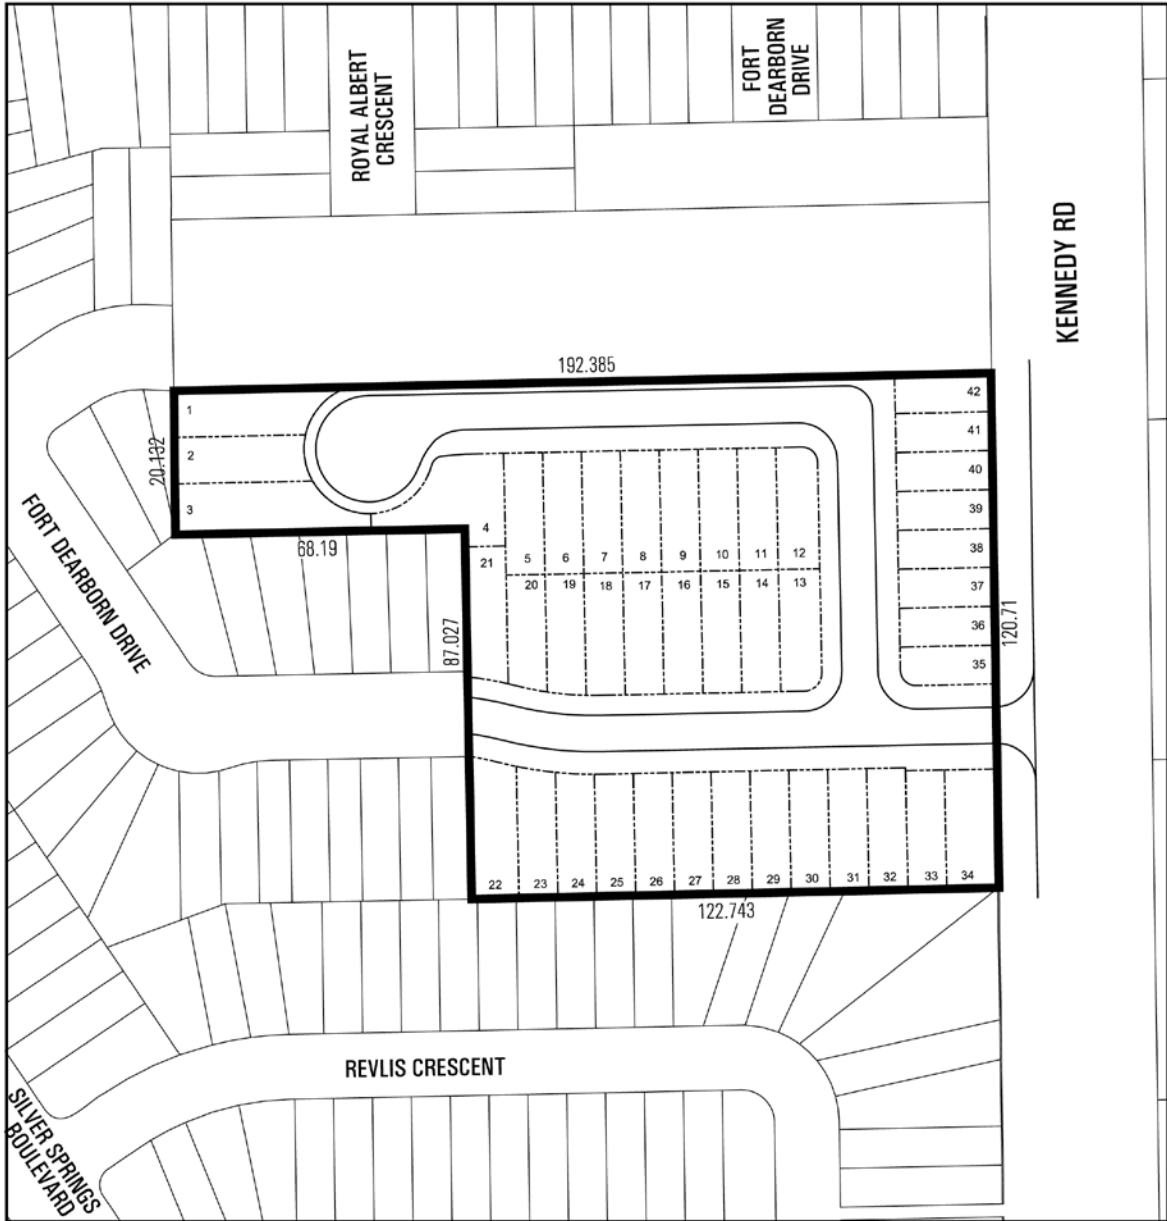 ROYAL ALBERT
CRESCENT
FORT
DEARBORN
DRIVE
KENNEDY RD
192.385
1
2
3
20.132
42
41
40
39
38
37
36
35
120.71
FORT DEARBORN DRIVE
68.19
87.027
4
21
5 6 7 8 9 10 11 12
20 19 18 17 16 15 14 13
22 23 24 25 26 27 28 29 30 31 32 33 34
122.743
REVLIS CRESCENT
SILVER SPRINGS
BOULEVARD